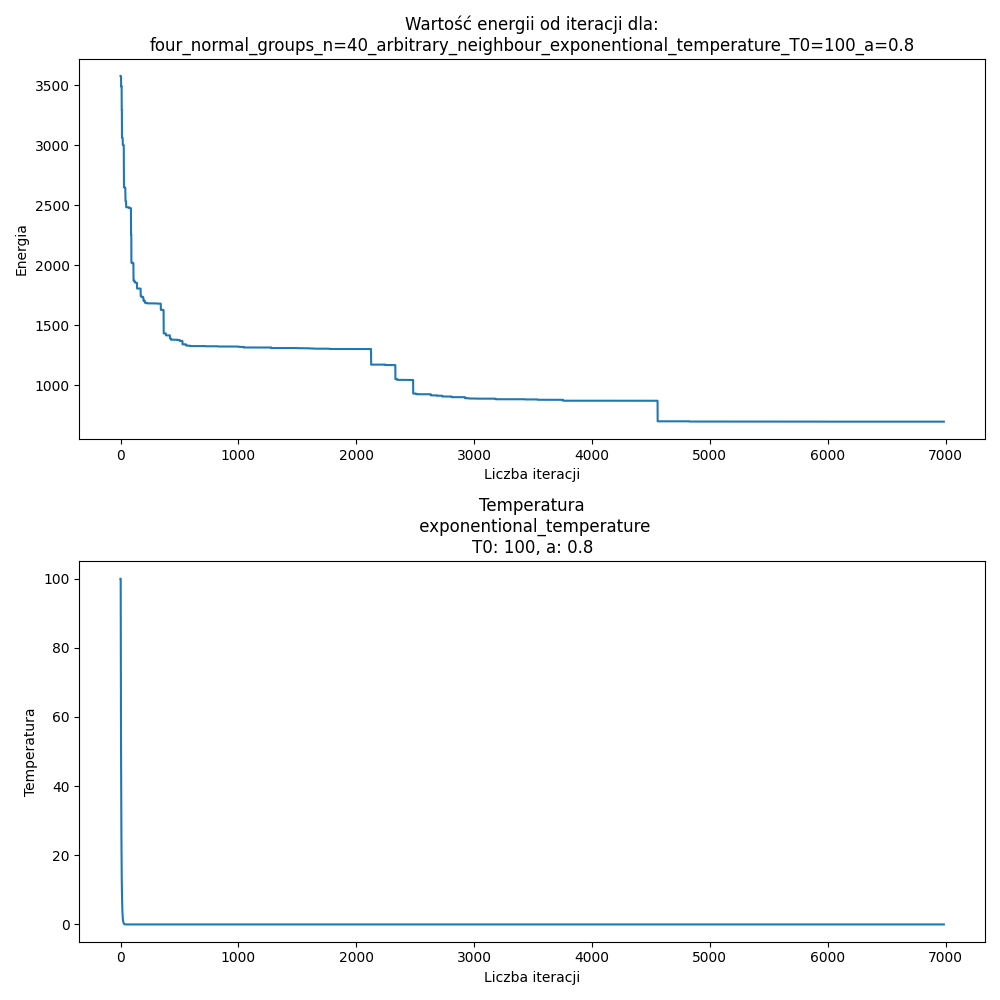 Wartość energii od iteracji dla:
four_normal_groups_n=40_arbitrary_neighbour_exponentional_temperature_T0=100_a=0.8
3500
3000
2500
2000
1500
1000
Energia
0 1000 2000 3000 4000 5000 6000 7000
Liczba iteracji
Temperatura
exponentional_temperature
T0: 100, a: 0.8
100
80
60
40
20
0
Temperatura
0 1000 2000 3000 4000 5000 6000 7000
Liczba iteracji